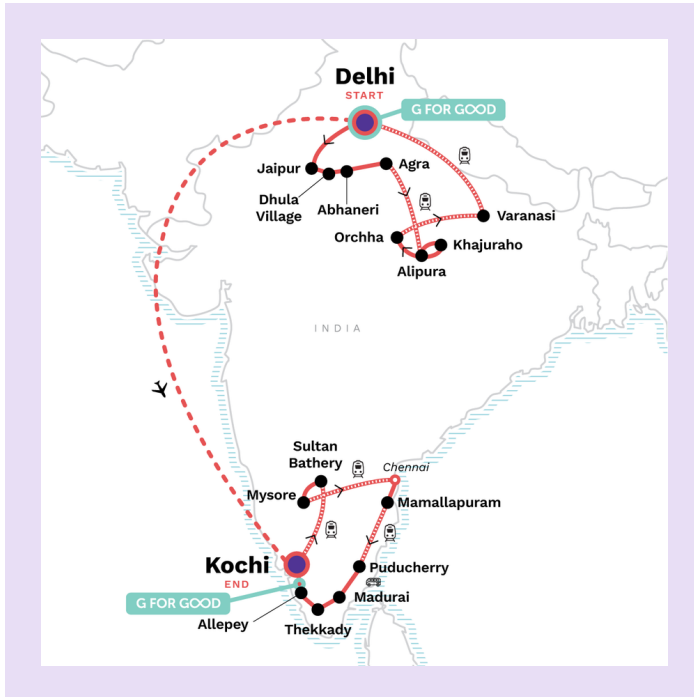 Delhi
START
G FOR GOOD
Jaipur
Agra
Dhula
Village
Abhaneri
Varanasi
Orchha
Khajuraho
Alipura
INDIA
Sultan
Bathery
Chennai
Mysore
Mamallapuram
Kochi
END
Puducherry
G FOR GOOD
Madurai
Allepey
Thekkady